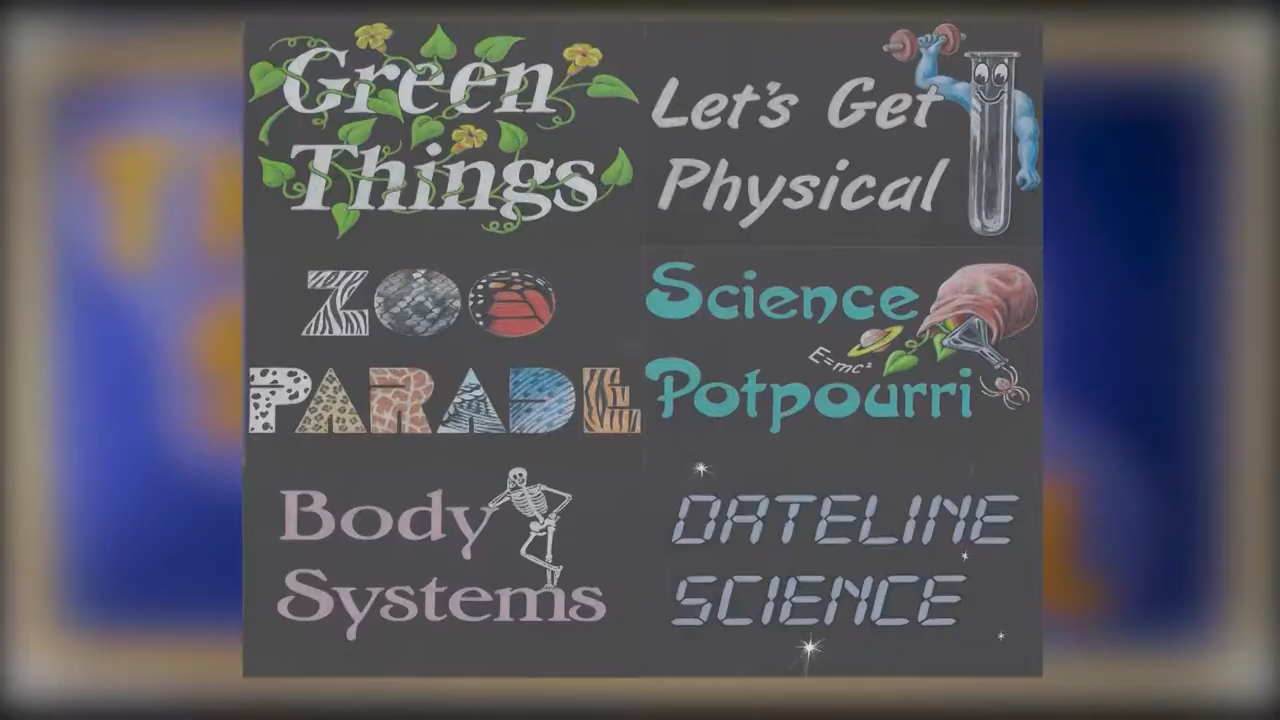 Green
Things
Let's Get
Physical
ZOO
PARADE
Science
E=mc²
Potpourri
Body
Systems
DATELINE
SCIENCE